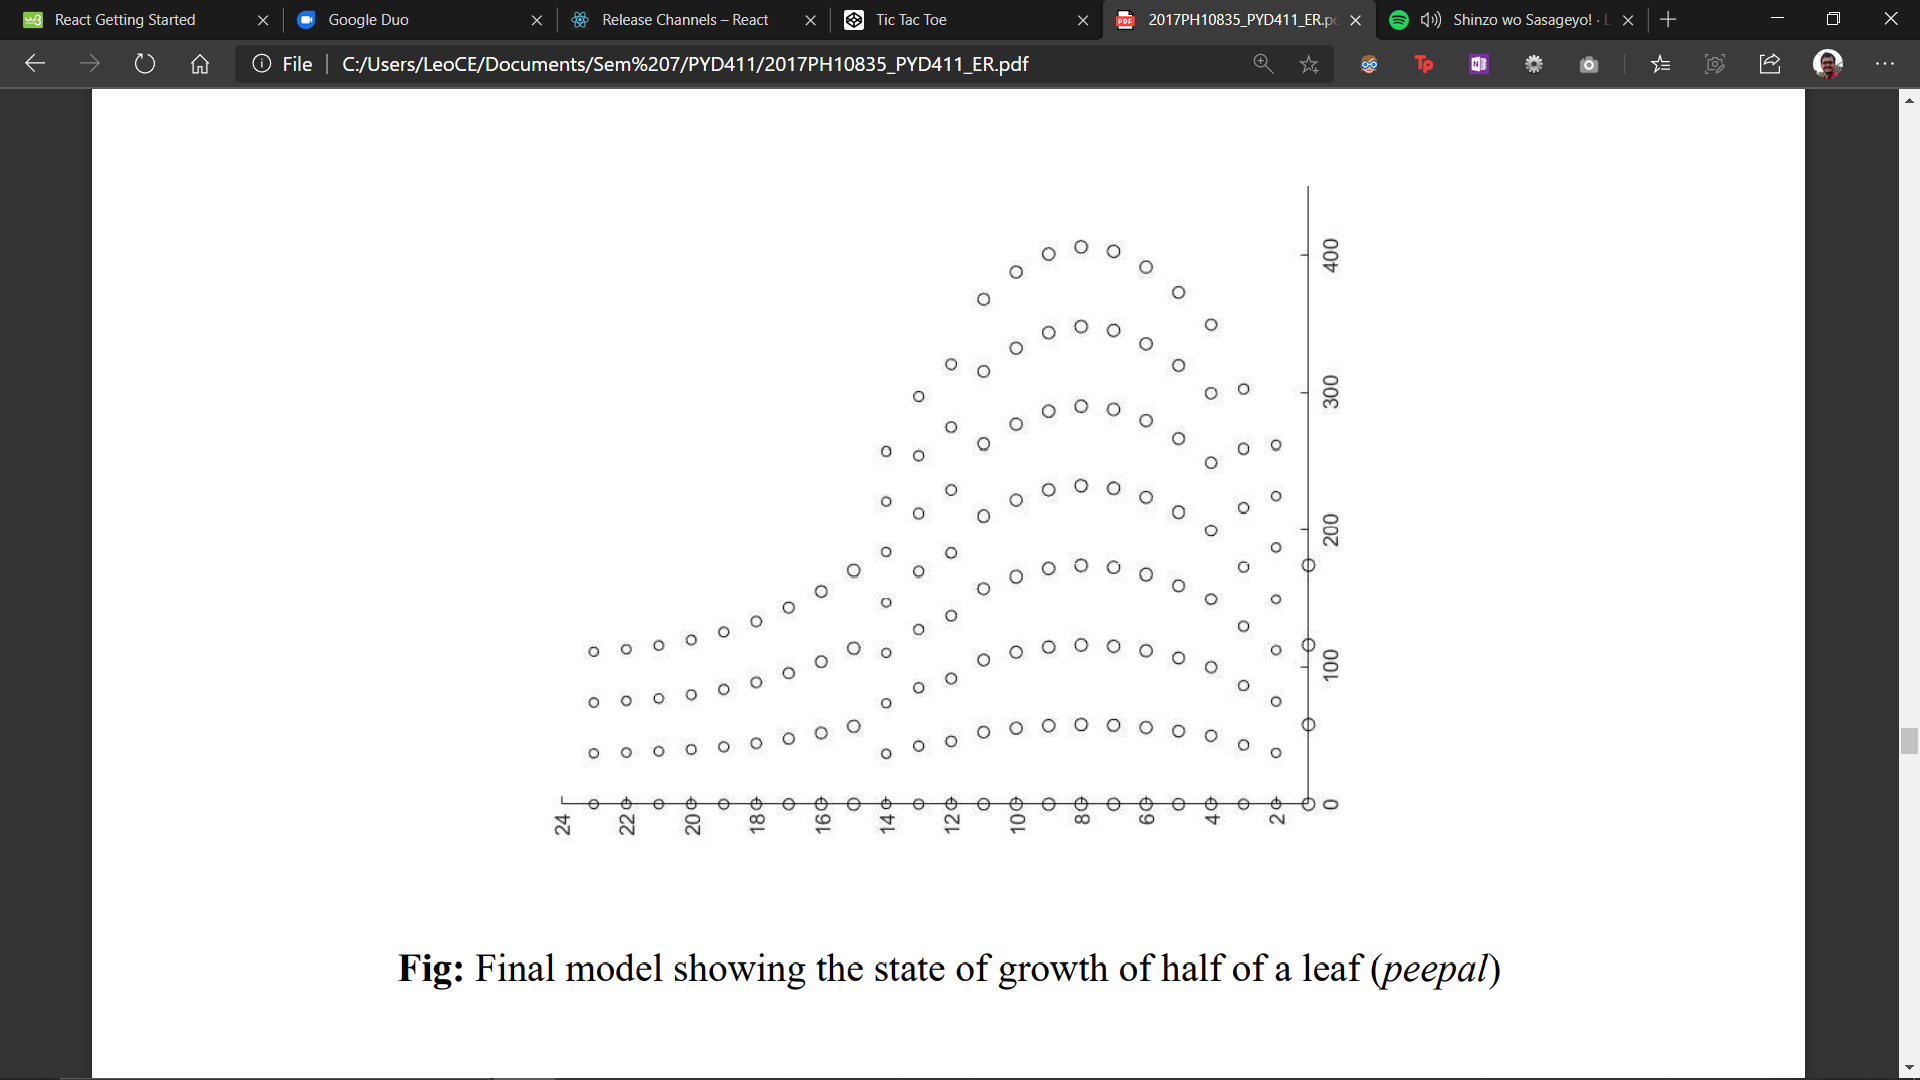 React Getting Started
Google Duo
Release Channels – React
Tic Tac Toe
PDF
2017PH10835_PYD411_ER.p
Shinzo wo Sasageyo! ·
File
C:/Users/LeoCE/Documents/Sem%207/PYD411/2017PH10835_PYD411_ER.pdf
Tp
N
400
300
200
100
0
24 22 20 18 16 14 12 10 8 6 4 2
Fig: Final model showing the state of growth of half of a leaf (peepal)